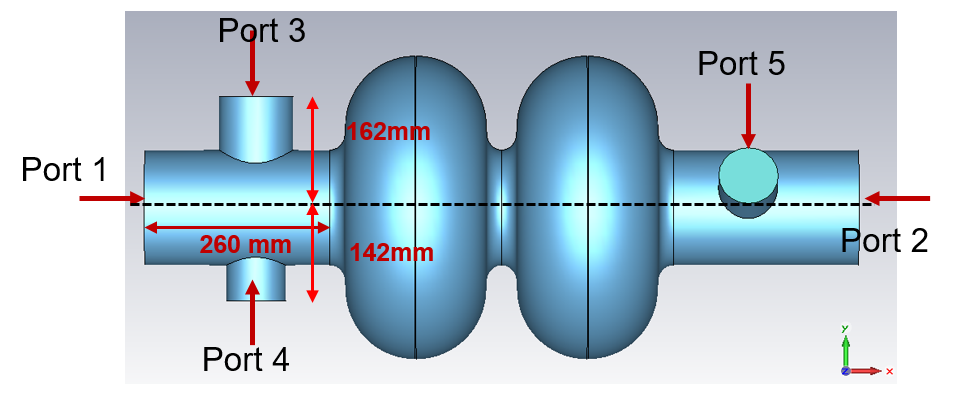 Port 3
Port 5
162mm
Port 1
260 mm
142mm
Port 2
Port 4
y
z
x